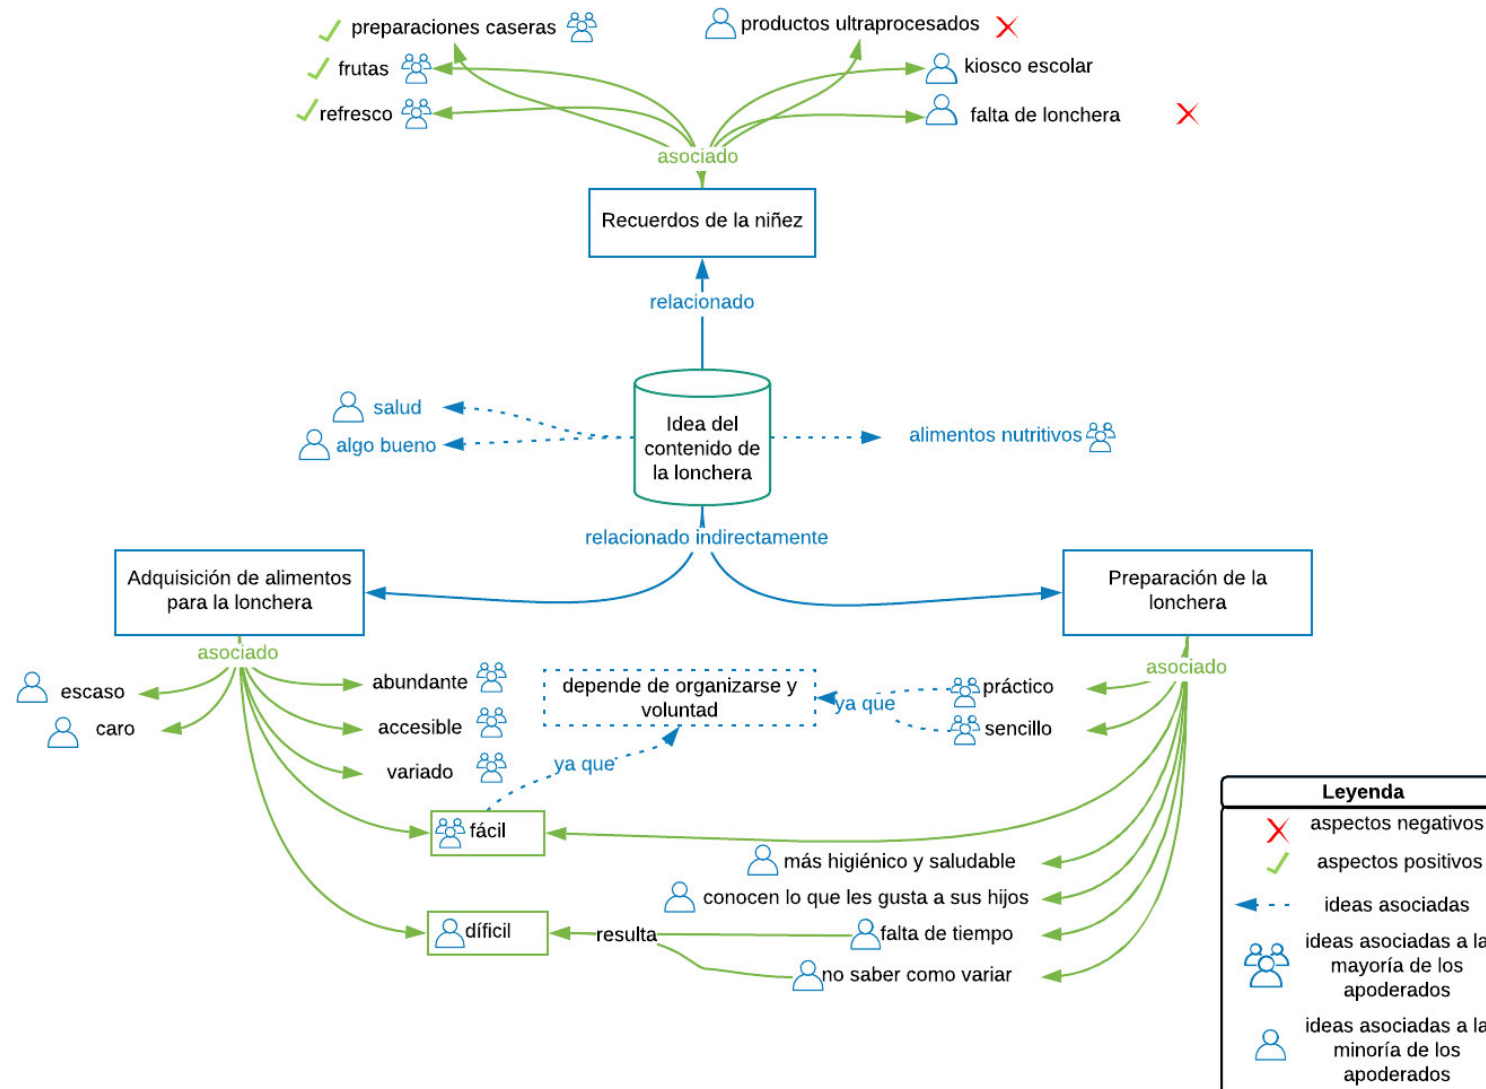 preparaciones caseras
productos ultraprocesados
frutas
kiosco escolar
refresco
falta de lonchera
asociado
Recuerdos de la niñez
relacionado
salud
algo bueno
Idea del
contenido de
la lonchera
alimentos nutritivos
relacionado indirectamente
Adquisición de alimentos
para la lonchera
Preparación de la
lonchera
asociado
asociado
escaso
caro
abundante
accesible
variado
depende de organizarse y
voluntad
ya que
práctico
sencillo
ya que
fácil
más higiénico y saludable
conocen lo que les gusta a sus hijos
díficil
resulta
falta de tiempo
no saber como variar
Leyenda
aspectos negativos
aspectos positivos
ideas asociadas
ideas asociadas a la
mayoría de los
apoderados
ideas asociadas a la
minoría de los
apoderados